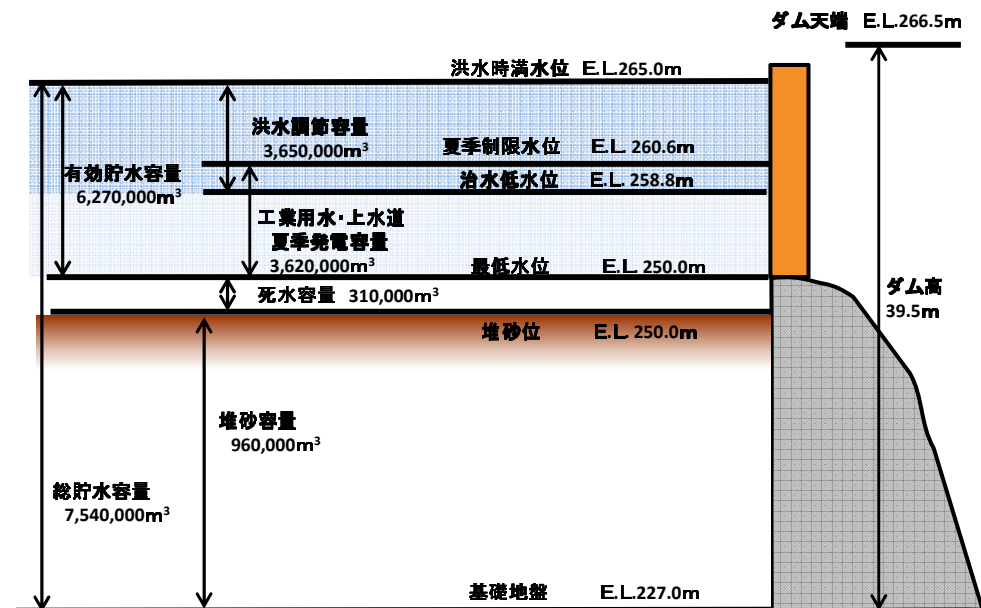 ダム天端 E.L.266.5m
洪水時満水位 E.L.265.0m
洪水調節容量
3,650,000m³
夏季制限水位 E.L. 260.6m
有効貯水容量
6,270,000m³
治水低水位 E.L. 258.8m
工業用水・上水道
夏季発電容量
3,620,000m³
最低水位 E.L. 250.0m
死水容量 310,000m³
ダム高
39.5m
堆砂位 E.L. 250.0m
堆砂容量
960,000m³
総貯水容量
7,540,000m³
基礎地盤 E.L.227.0m